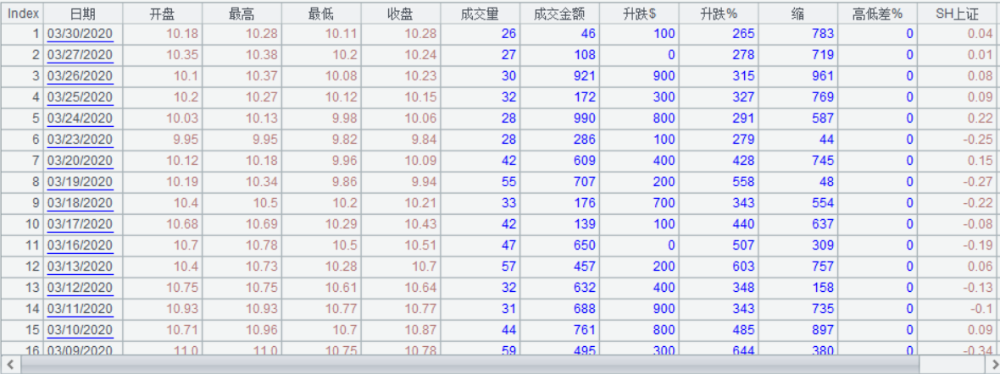 Index 日期 开盘 最高 最低 收盘 成交量 成交金额 升跌$ 升跌% 缩 高低差% SH上证
1 03/30/2020 10.18 10.28 10.11 10.28 26 46 100 265 783 0 0.04
2 03/27/2020 10.35 10.38 10.2 10.24 27 108 0 278 719 0 0.01
3 03/26/2020 10.1 10.37 10.08 10.23 30 921 900 315 961 0 0.08
4 03/25/2020 10.2 10.27 10.12 10.15 32 172 300 327 769 0 0.09
5 03/24/2020 10.03 10.13 9.98 10.06 28 990 800 291 587 0 0.22
6 03/23/2020 9.95 9.95 9.82 9.84 28 286 100 279 44 0 -0.25
7 03/20/2020 10.12 10.18 9.96 10.09 42 609 400 428 745 0 0.15
8 03/19/2020 10.19 10.34 9.86 9.94 55 707 200 558 48 0 -0.27
9 03/18/2020 10.4 10.5 10.2 10.21 33 176 700 343 554 0 -0.22
10 03/17/2020 10.68 10.69 10.29 10.43 42 139 100 440 637 0 -0.08
11 03/16/2020 10.7 10.78 10.5 10.51 47 650 0 507 309 0 -0.19
12 03/13/2020 10.4 10.73 10.28 10.7 57 457 200 603 757 0 0.06
13 03/12/2020 10.75 10.75 10.61 10.64 32 632 400 348 158 0 -0.13
14 03/11/2020 10.93 10.93 10.77 10.77 31 688 900 343 735 0 -0.1
15 03/10/2020 10.71 10.96 10.7 10.87 44 761 800 485 897 0 0.09
16 03/09/2020 11.0 11.0 10.75 10.78 59 495 300 644 380 0 -0.34